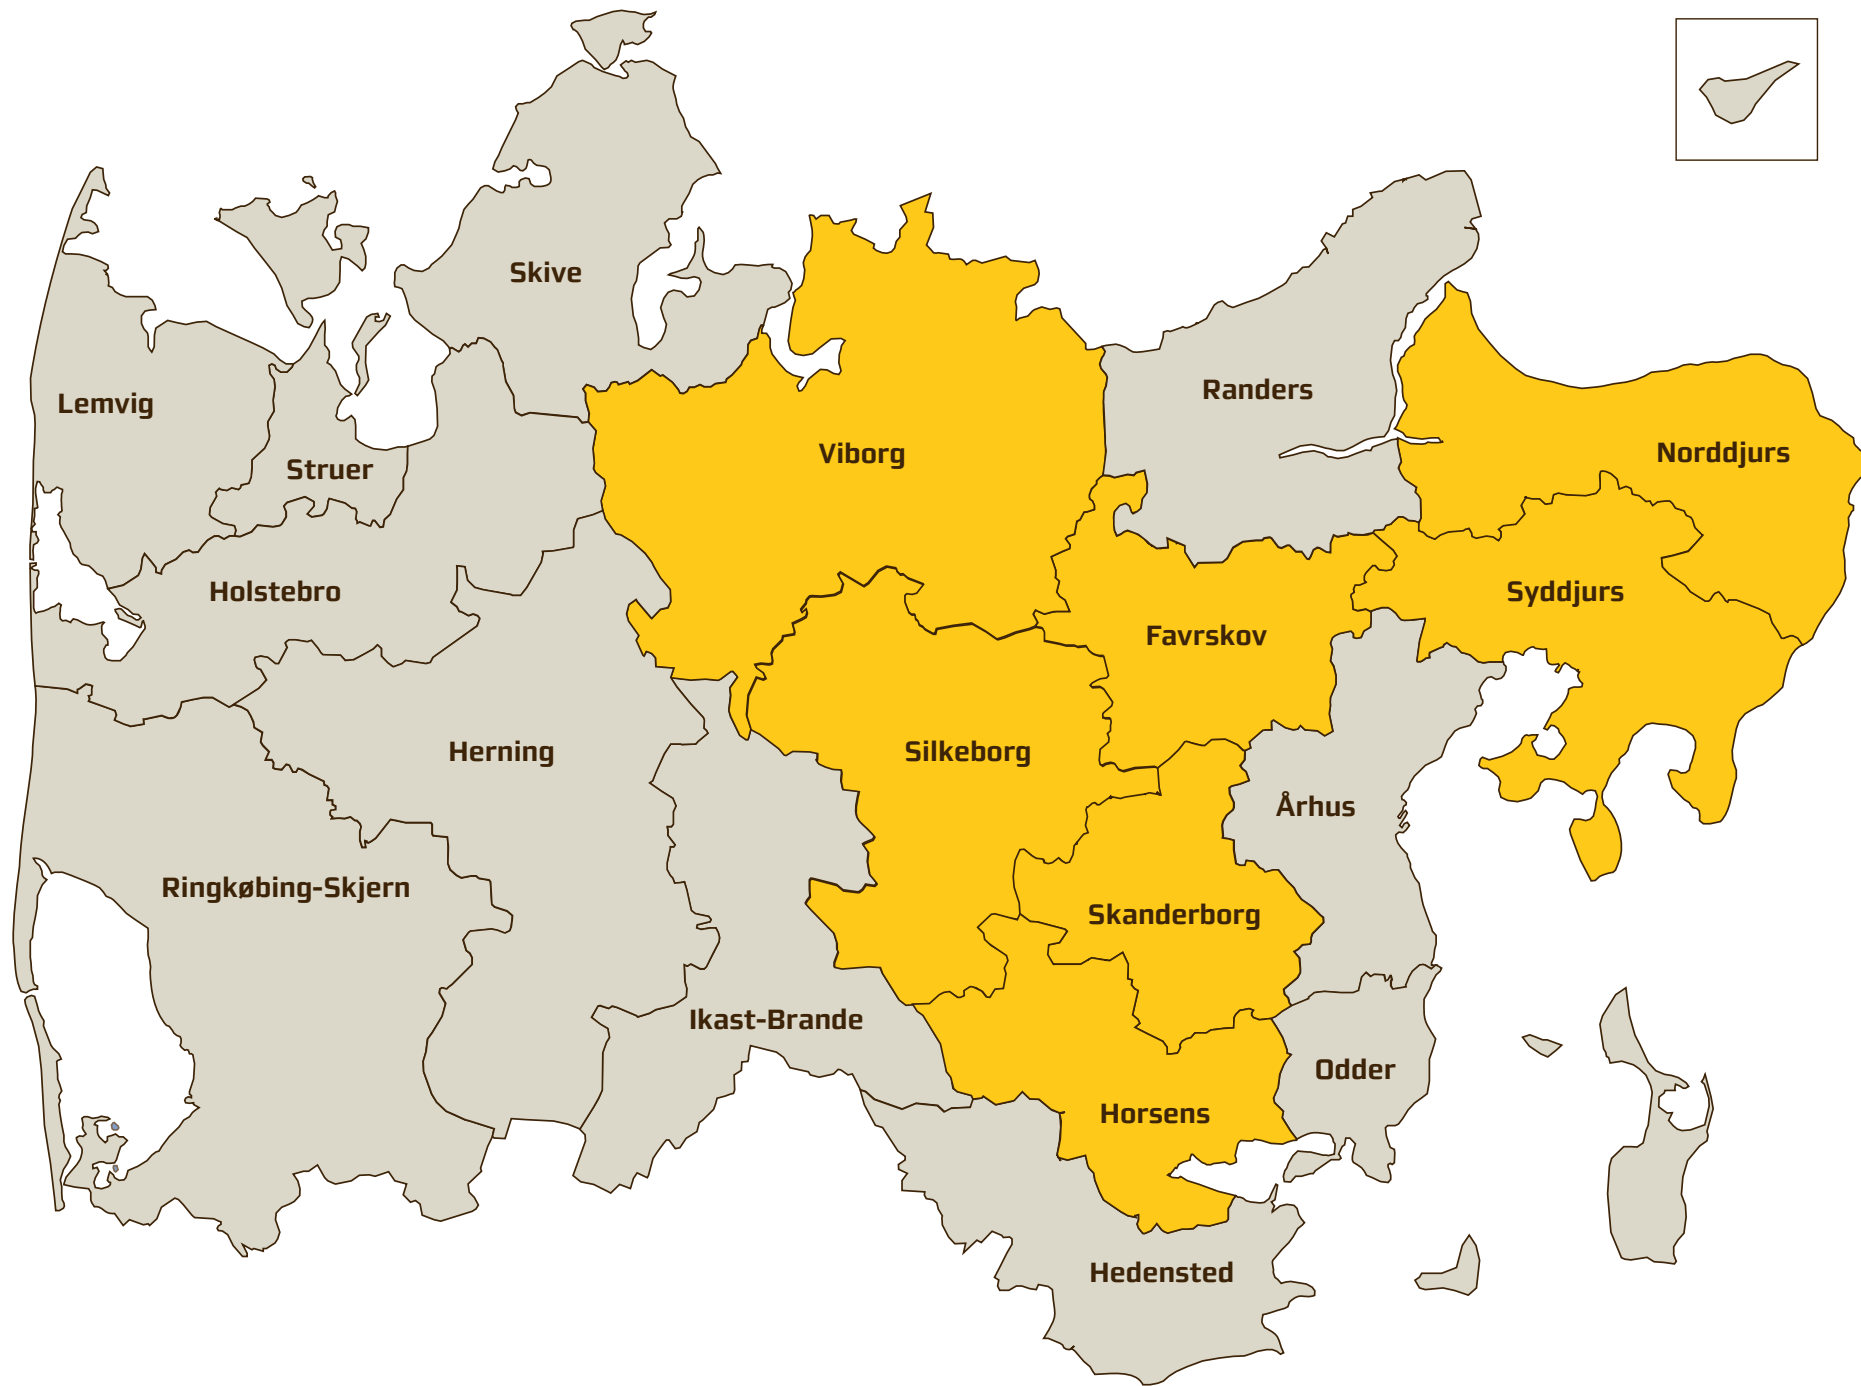 Skive
Randers
Lemvig
Viborg
Norddjurs
Struer
Holstebro
Syddjurs
Favrskov
Herning
Silkeborg
Århus
Ringkøbing-Skjern
Skanderborg
Ikast-Brande
Odder
Horsens
Hedensted